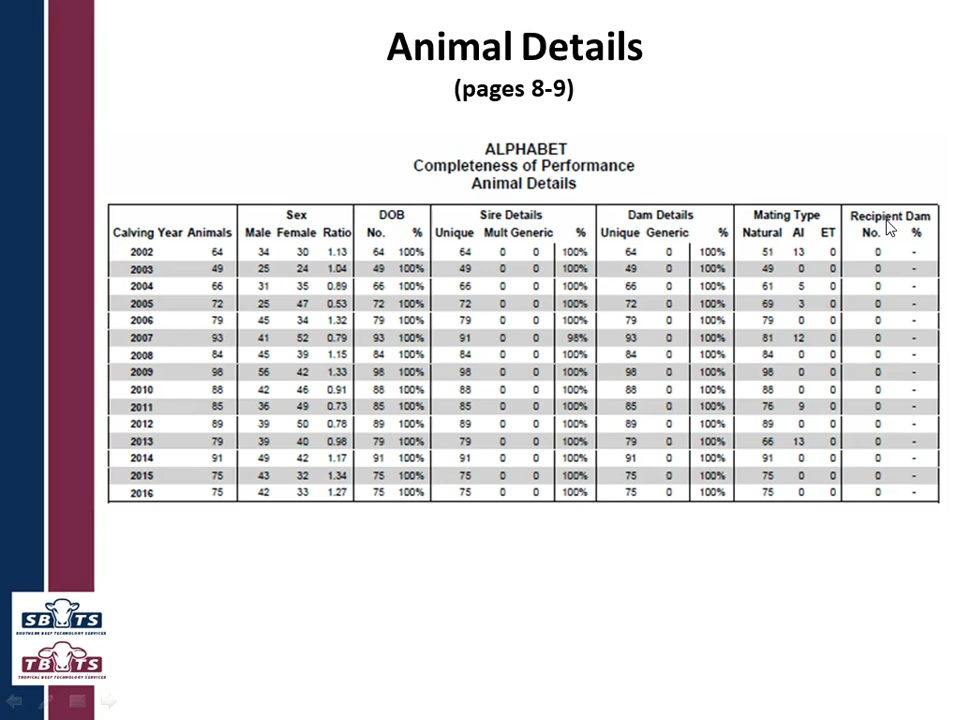 Animal Details
(pages 8-9)
ALPHABET
Completeness of Performance
Animal Details
Sex DOB Sire Details Dam Details Mating Type Recipient Dam
Calving Year Animals Male Female Ratio No. % Unique Mult Generic % Unique Generic % Natural AI ET No. %
2002 64 34 30 1.13 64 100% 64 0 0 100% 64 0 100% 51 13 0 0 -
2003 49 25 24 1.04 49 100% 49 0 0 100% 49 0 100% 49 0 0 0 -
2004 66 31 35 0.89 66 100% 66 0 0 100% 66 0 100% 61 5 0 0 -
2005 72 25 47 0.53 72 100% 72 0 0 100% 72 0 100% 69 3 0 0 -
2006 79 45 34 1.32 79 100% 79 0 0 100% 79 0 100% 79 0 0 0 -
2007 93 41 52 0.79 93 100% 91 0 0 98% 93 0 100% 81 12 0 0 -
2008 84 45 39 1.15 84 100% 84 0 0 100% 84 0 100% 84 0 0 0 -
2009 98 56 42 1.33 98 100% 98 0 0 100% 98 0 100% 98 0 0 0 -
2010 88 42 46 0.91 88 100% 88 0 0 100% 88 0 100% 88 0 0 0 -
2011 85 36 49 0.73 85 100% 85 0 0 100% 85 0 100% 76 9 0 0 -
2012 89 39 50 0.78 89 100% 89 0 0 100% 89 0 100% 89 0 0 0 -
2013 79 39 40 0.98 79 100% 79 0 0 100% 79 0 100% 66 13 0 0 -
2014 91 49 42 1.17 91 100% 91 0 0 100% 91 0 100% 91 0 0 0 -
2015 75 43 32 1.34 75 100% 75 0 0 100% 75 0 100% 75 0 0 0 -
2016 75 42 33 1.27 75 100% 75 0 0 100% 75 0 100% 75 0 0 0 -
SBTS
SOUTHERN BEEF TECHNOLOGY SERVICES
TBTS
TROPICAL BEEF TECHNOLOGY SERVICES